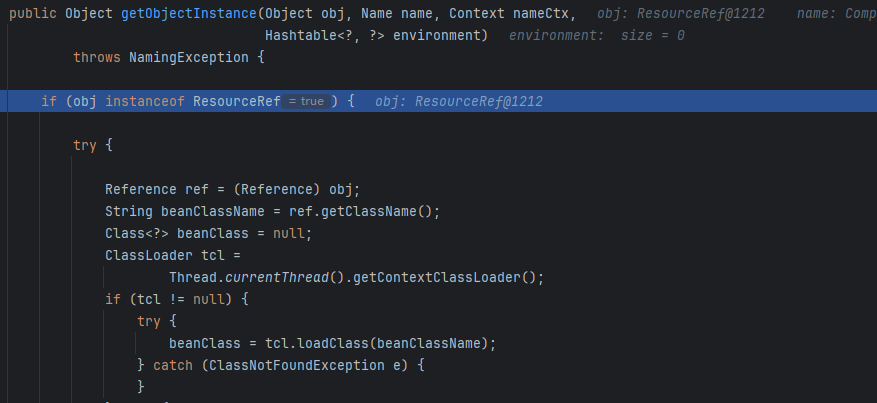 public Object getObjectInstance(Object obj, Name name, Context nameCtx,   obj: ResourceRef@1212    name: Comp
                                Hashtable<?, ?> environment)   environment:  size = 0
        throws NamingException {
    if (obj instanceof ResourceRef = true ) {   obj: ResourceRef@1212
        try {
            Reference ref = (Reference) obj;
            String beanClassName = ref.getClassName();
            Class<?> beanClass = null;
            ClassLoader tcl =
                    Thread.currentThread().getContextClassLoader();
            if (tcl != null) {
                try {
                    beanClass = tcl.loadClass(beanClassName);
                } catch (ClassNotFoundException e) {
                }